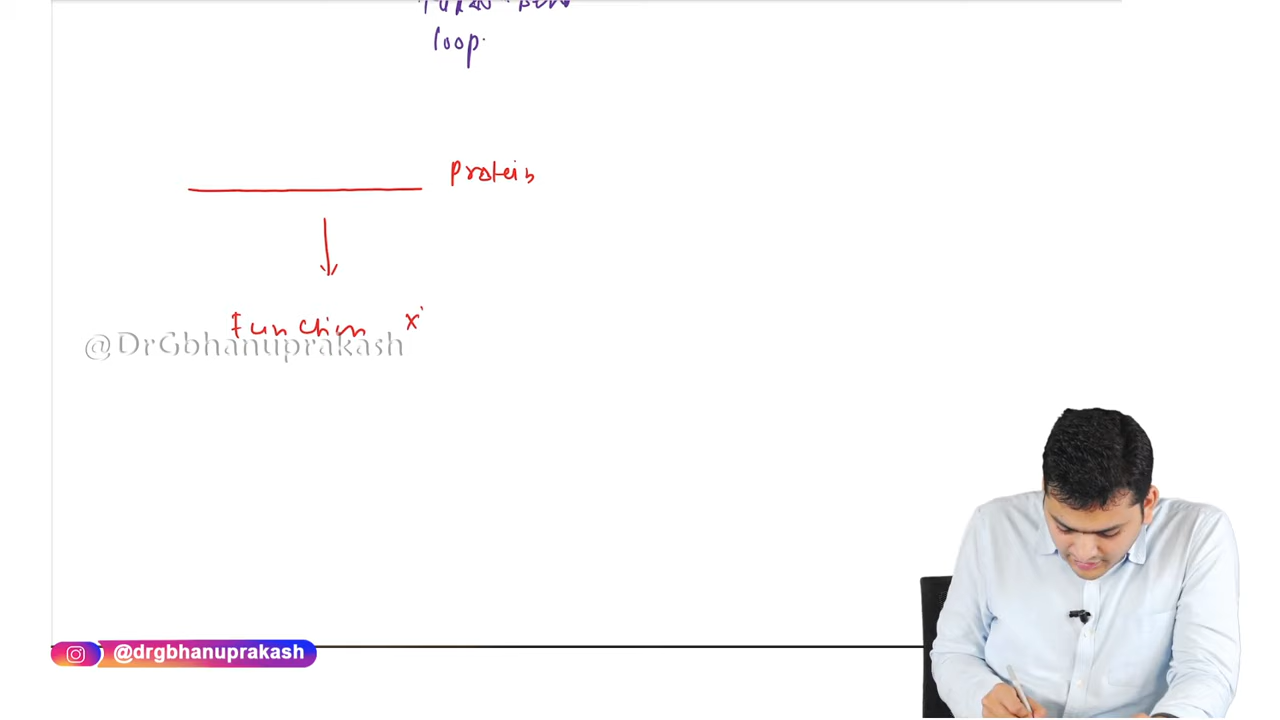 loop.
Protein
Function x
@DrGbhanuprakash
@drgbhanuprakash